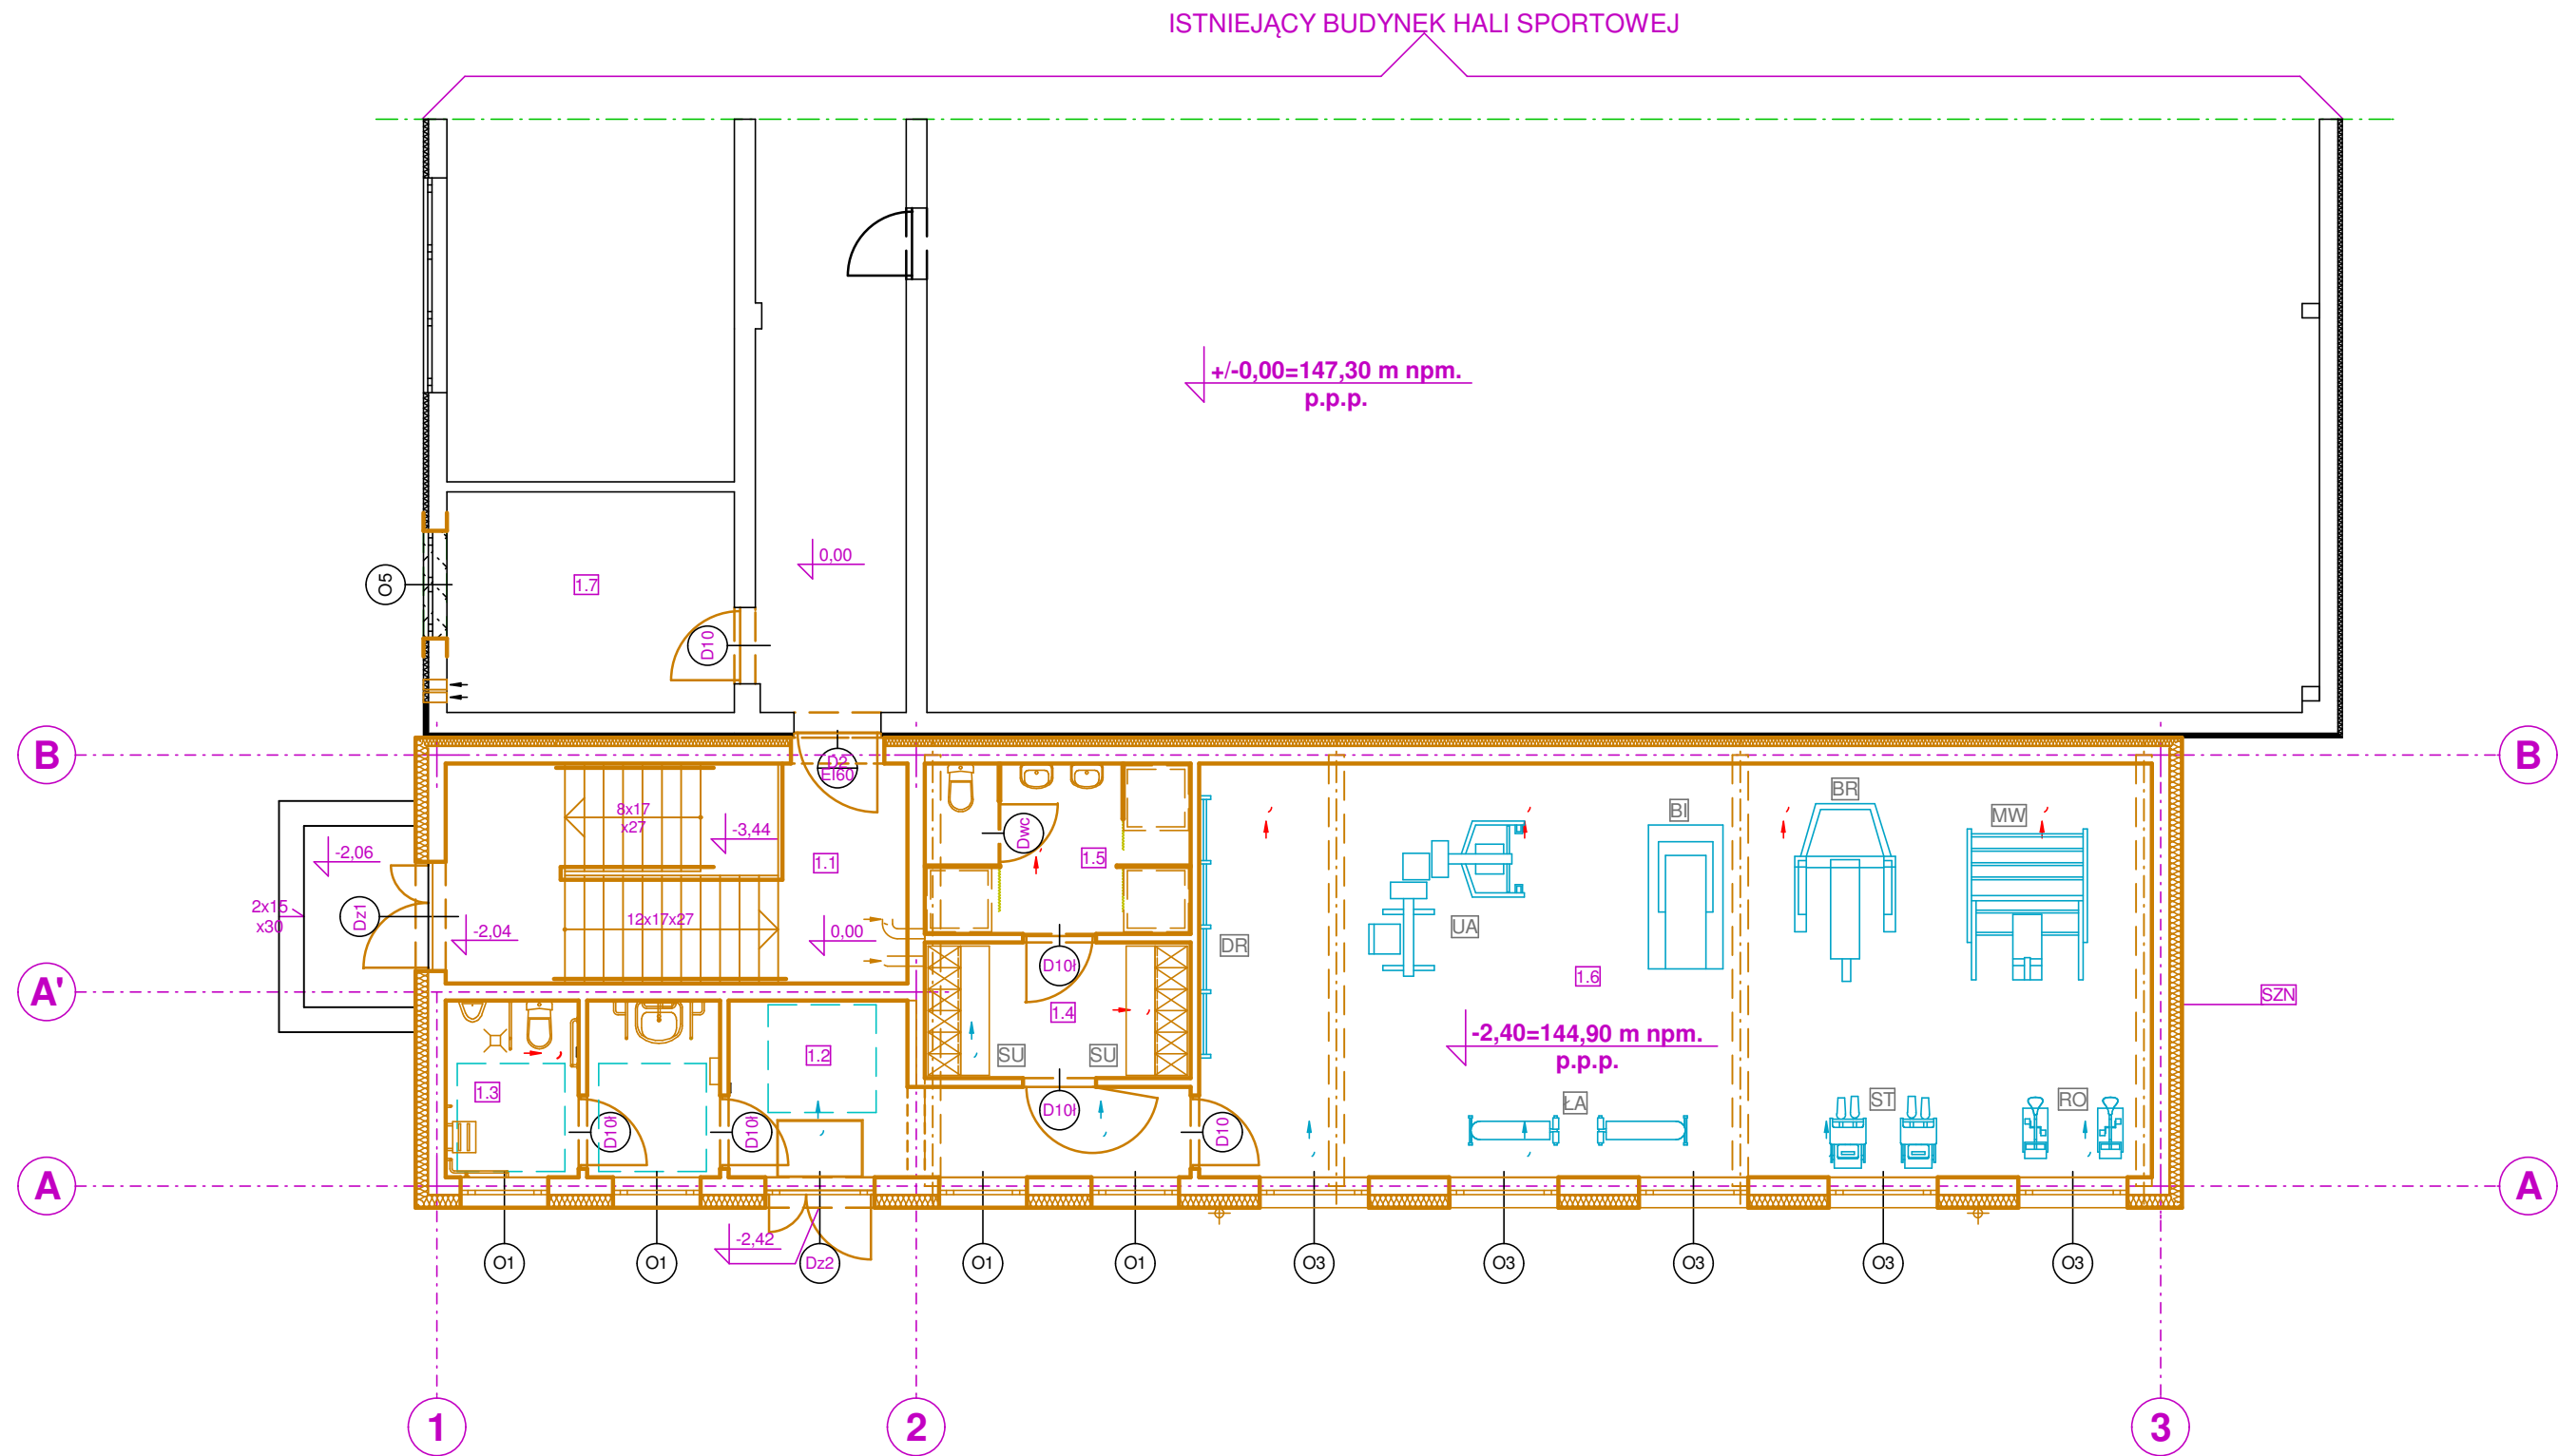 ISTNIEJĄCY BUDYNEK HALI SPORTOWEJ
+/-0,00=147,30 m npm.
p.p.p.
0,00
O5
1.7
D10
B
B
D2
EI60
8x17
x27
-3,44
-2,06
1.1
Dwc
1.5
BI
BR
MW
2x15
x30
Dz1
-2,04
12x17x27
0,00
UA
DR
D10ł
1.6
A'
A'
SZN
1.4
-2,40=144,90 m npm.
p.p.p.
1.2
SU
SU
1.3
D10ł
D10ł
D10ł
D10
ŁA
ST
RO
A
A
-2,42
O1
O1
Dz2
O1
O1
O3
O3
O3
O3
O3
1
2
3